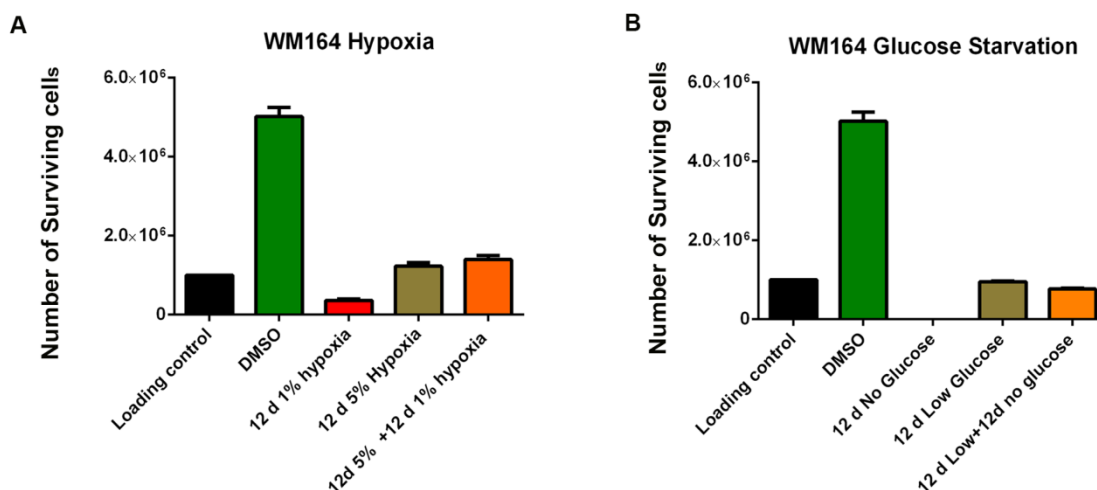 A
WM164 Hypoxia
Number of Surviving cells
6.0×10⁶
4.0×10⁶
2.0×10⁶
0
Loading control
DMSO
12 d 1% hypoxia
12 d 5% Hypoxia
12d 5% +12 d 1% hypoxia
B
WM164 Glucose Starvation
Number of Surviving cells
6.0×10⁶
4.0×10⁶
2.0×10⁶
0
Loading control
DMSO
12 d No Glucose
12 d Low Glucose
12 d Low+12d no glucose